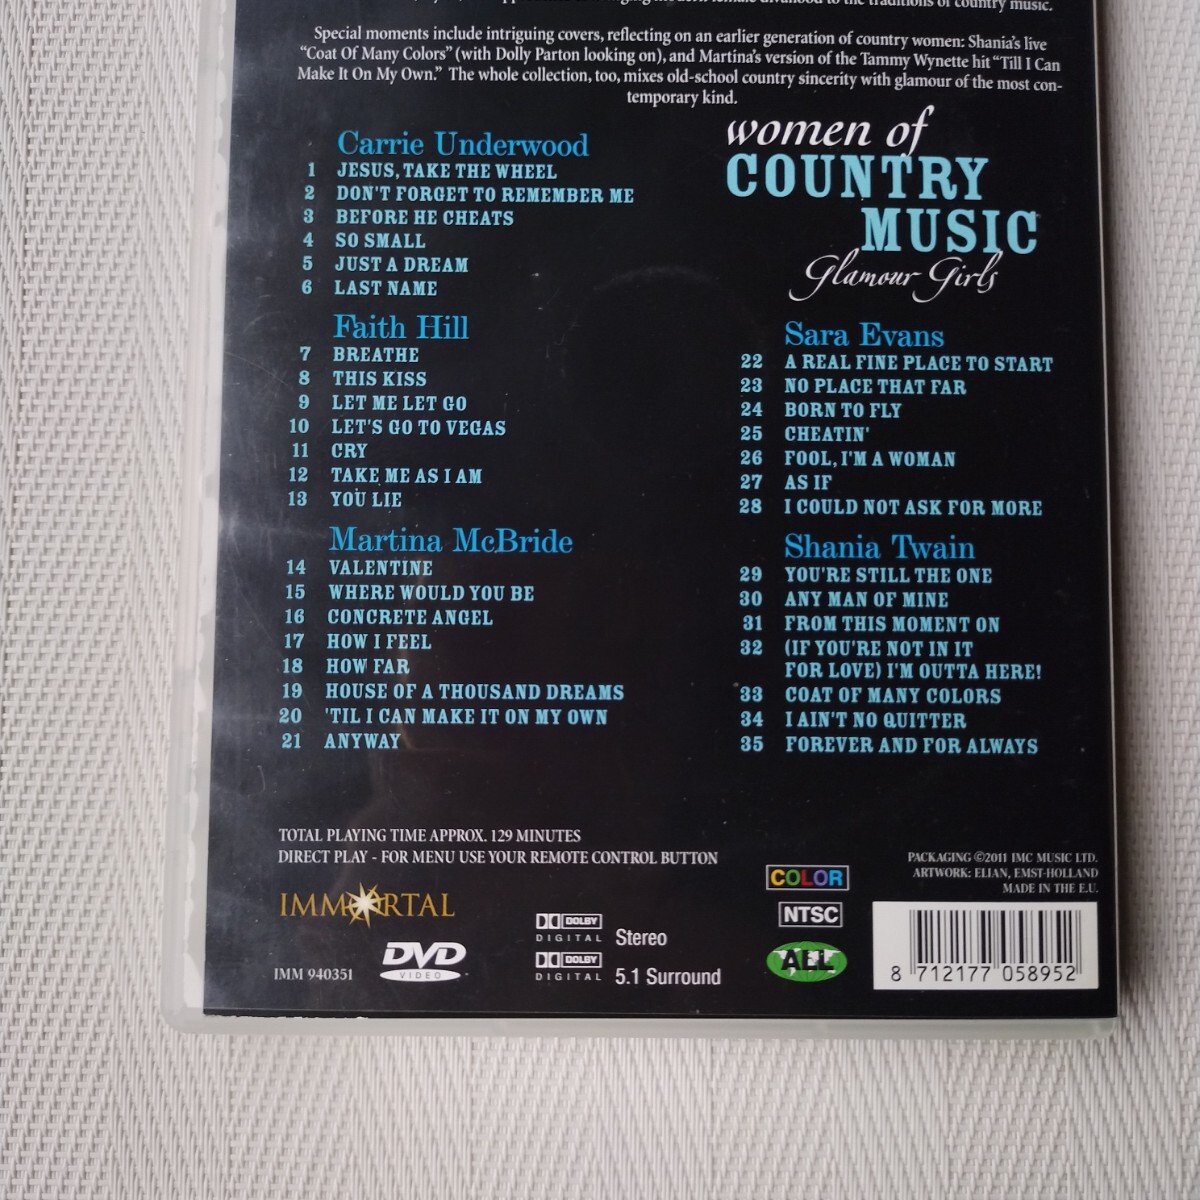 to the traditions of country music.
Special moments include intriguing covers, reflecting on an earlier generation of country women: Shania's live
"Coat Of Many Colors" (with Dolly Parton looking on), and Martina's version of the Tammy Wynette hit "Till I Can
Make It On My Own." The whole collection, too, mixes old-school country sincerity with glamour of the most con-
temporary kind.
women of
COUNTRY
MUSIC
Glamour Girls
Carrie Underwood
1 JESUS, TAKE THE WHEEL
2 DON'T FORGET TO REMEMBER ME
3 BEFORE HE CHEATS
4 SO SMALL
5 JUST A DREAM
6 LAST NAME
Faith Hill
7 BREATHE
8 THIS KISS
9 LET ME LET GO
10 LET'S GO TO VEGAS
11 CRY
12 TAKE ME AS I AM
13 YOU LIE
Martina McBride
14 VALENTINE
15 WHERE WOULD YOU BE
16 CONCRETE ANGEL
17 HOW I FEEL
18 HOW FAR
19 HOUSE OF A THOUSAND DREAMS
20 'TIL I CAN MAKE IT ON MY OWN
21 ANYWAY
Sara Evans
22 A REAL FINE PLACE TO START
23 NO PLACE THAT FAR
24 BORN TO FLY
25 CHEATIN'
26 FOOL, I'M A WOMAN
27 AS IF
28 I COULD NOT ASK FOR MORE
Shania Twain
29 YOU'RE STILL THE ONE
30 ANY MAN OF MINE
31 FROM THIS MOMENT ON
32 (IF YOU'RE NOT IN IT
FOR LOVE) I'M OUTTA HERE!
33 COAT OF MANY COLORS
34 I AIN'T NO QUITTER
35 FOREVER AND FOR ALWAYS
TOTAL PLAYING TIME APPROX. 129 MINUTES
DIRECT PLAY - FOR MENU USE YOUR REMOTE CONTROL BUTTON
IMMORTAL
IMM 940351
DVD
VIDEO
DOLBY
DIGITAL Stereo
DOLBY
DIGITAL 5.1 Surround
COLOR
NTSC
ALL
PACKAGING ©2011 IMC MUSIC LTD.
ARTWORK: ELIAN, EMST-HOLLAND
MADE IN THE E.U.
8 712177 058952